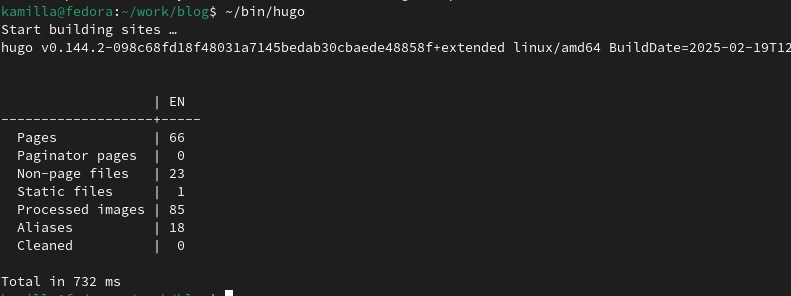 kamilla@fedora:~/work/blog$ ~/bin/hugo
Start building sites …
hugo v0.144.2-098c68fd18f48031a7145bedab30cbaede48858f+extended linux/amd64 BuildDate=2025-02-19T12
| EN
-------------------+-----
Pages | 66
Paginator pages | 0
Non-page files | 23
Static files | 1
Processed images | 85
Aliases | 18
Cleaned | 0
Total in 732 ms